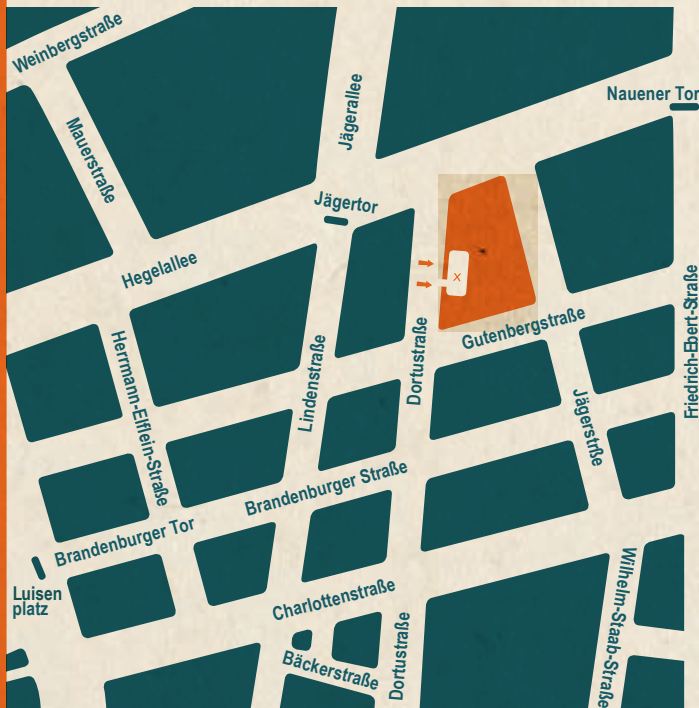 Weinbergstraße
Jägerallee
Nauener Tor
Mauerstraße
Jägertor
Hegelallee
Friedrich-Ebert-Straße
X
Gutenbergstraße
Dortustraße
Lindenstraße
Herrmann-Elflein-Straße
Jägerstrße
Brandenburger Straße
Brandenburger Tor
Luisen
platz
Wilhelm-Staab-Straße
Charlottenstraße
Bäckerstraße
Dortustraße